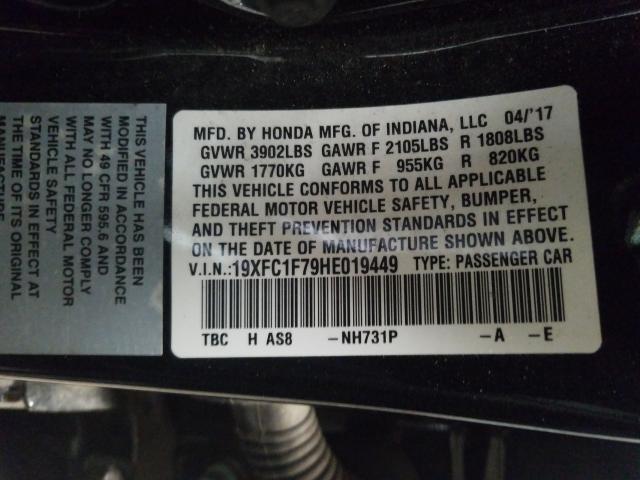 THIS VEHICLE HAS BEEN
MODIFIED IN ACCORDANCE
WITH 49 CFR 595.6 AND
MAY NO LONGER COMPLY
WITH ALL FEDERAL MOTOR
VEHICLE SAFETY
STANDARDS IN EFFECT AT
THE TIME OF ITS ORIGINAL
MANUFACTURE
MFD. BY HONDA MFG. OF INDIANA, LLC 04/'17
GVWR 3902LBS GAWR F 2105LBS R 1808LBS
GVWR 1770KG GAWR F 955KG R 820KG
THIS VEHICLE CONFORMS TO ALL APPLICABLE
FEDERAL MOTOR VEHICLE SAFETY, BUMPER,
AND THEFT PREVENTION STANDARDS IN EFFECT
ON THE DATE OF MANUFACTURE SHOWN ABOVE.
V.I.N.:19XFC1F79HE019449 TYPE: PASSENGER CAR
TBC H AS8 –NH731P –A –E